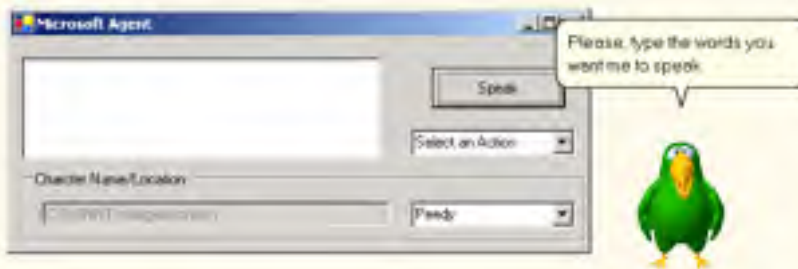 Microsoft Agent
Please, type the words you
want me to speak.
Speak
Select an Action
Character Name/Location
Peedy